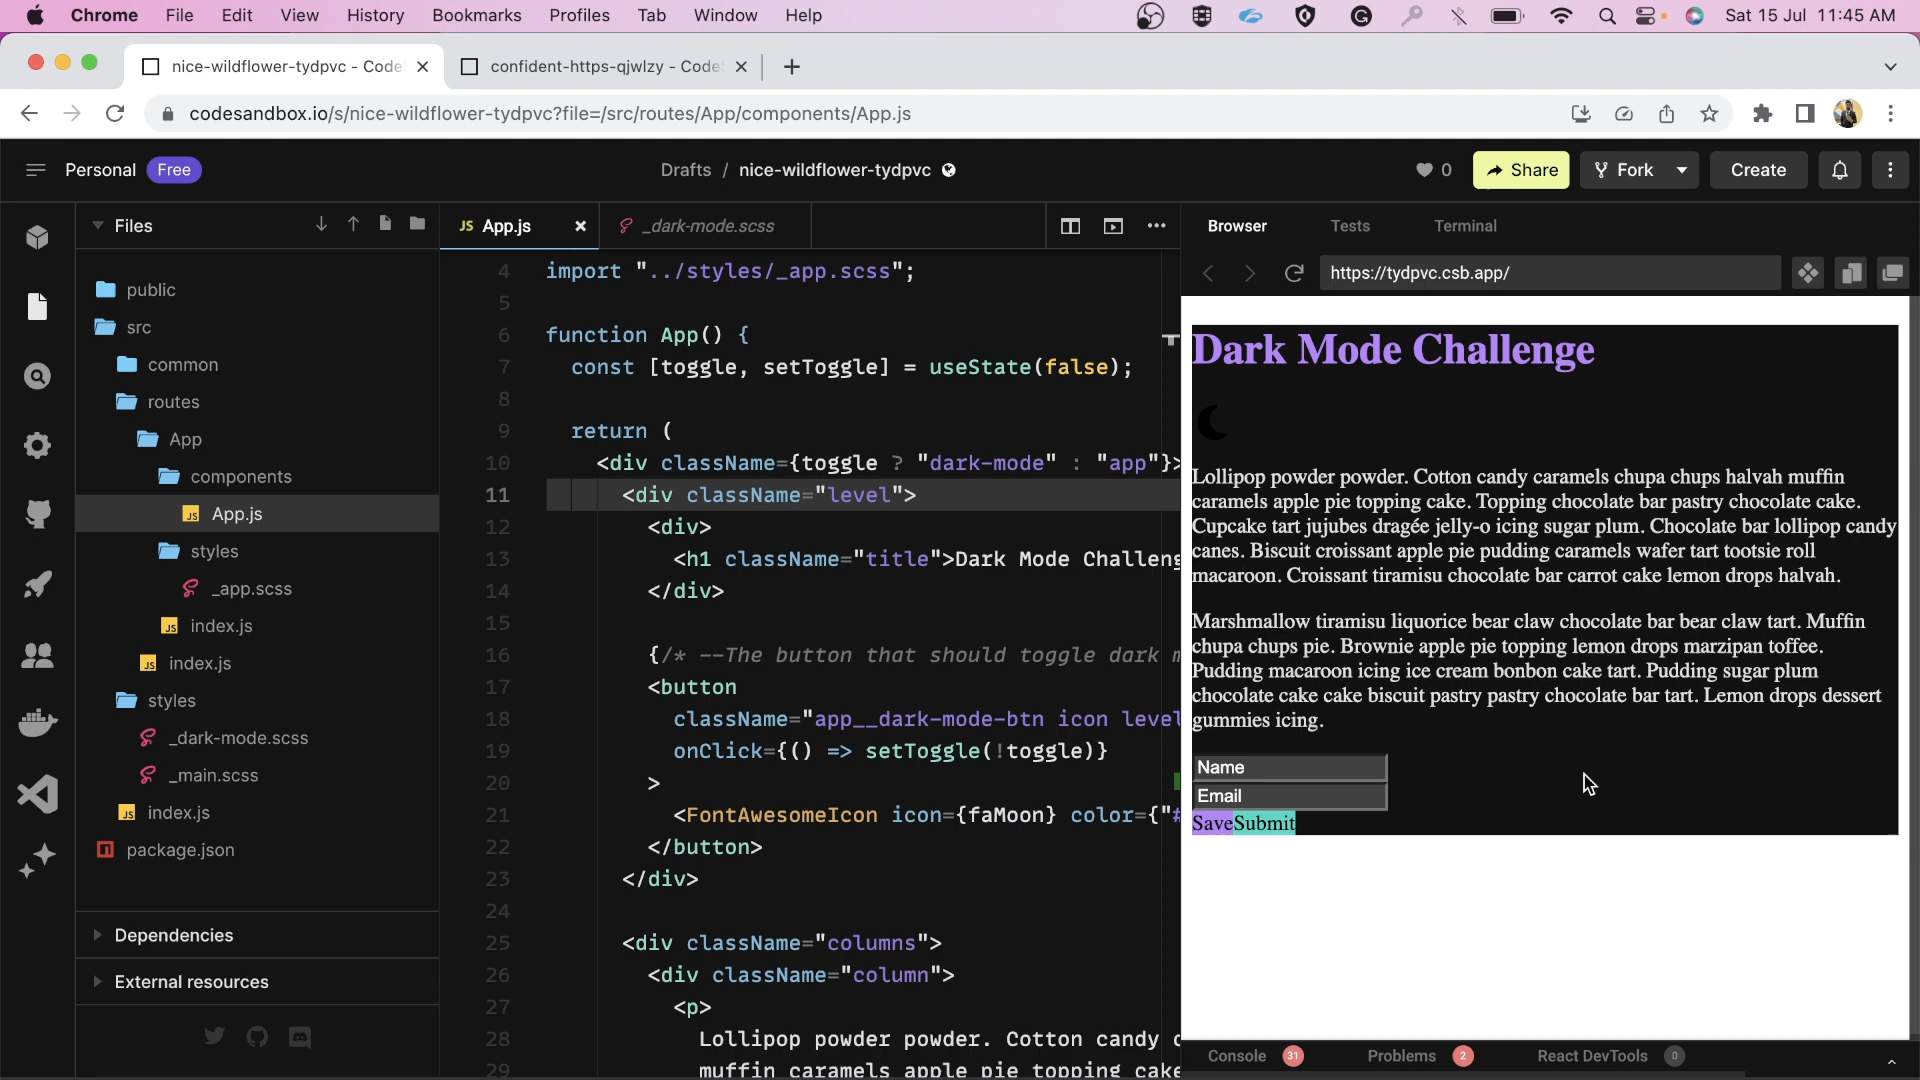 Chrome File Edit View History Bookmarks Profiles Tab Window Help Sat 15 Jul 11:45 AM
nice-wildflower-tydpvc - Code confident-https-qjwlzy - Code
codesandbox.io/s/nice-wildflower-tydpvc?file=/src/routes/App/components/App.js
Personal Free Drafts / nice-wildflower-tydpvc 0 Share Fork Create
Files
public
src
common
routes
App
components
JS App.js
styles
_app.scss
JS index.js
JS index.js
styles
_dark-mode.scss
_main.scss
JS index.js
package.json
Dependencies
External resources
JS App.js _dark-mode.scss
4 import "../styles/_app.scss";
5
6 function App() {
7 const [toggle, setToggle] = useState(false);
8
9 return (
10 <div className={toggle ? "dark-mode" : "app"}>
11 <div className="level">
12 <div>
13 <h1 className="title">Dark Mode Challeng
14 </div>
15
16 {/* --The button that should toggle dark m
17 <button
18 className="app__dark-mode-btn icon level
19 onClick={() => setToggle(!toggle)}
20 >
21 <FontAwesomeIcon icon={faMoon} color={"#
22 </button>
23 </div>
24
25 <div className="columns">
26 <div className="column">
27 <p>
28 Lollipop powder powder. Cotton candy c
29 muffin caramels apple pie topping cake
Browser Tests Terminal
https://tydpvc.csb.app/
Dark Mode Challenge
Lollipop powder powder. Cotton candy caramels chupa chups halvah muffin
caramels apple pie topping cake. Topping chocolate bar pastry chocolate cake.
Cupcake tart jujubes dragée jelly-o icing sugar plum. Chocolate bar lollipop candy
canes. Biscuit croissant apple pie pudding caramels wafer tart tootsie roll
macaroon. Croissant tiramisu chocolate bar carrot cake lemon drops halvah.
Marshmallow tiramisu liquorice bear claw chocolate bar bear claw tart. Muffin
chupa chups pie. Brownie apple pie topping lemon drops marzipan toffee.
Pudding macaroon icing ice cream bonbon cake tart. Pudding sugar plum
chocolate cake cake biscuit pastry pastry chocolate bar tart. Lemon drops dessert
gummies icing.
Name
Email
SaveSubmit
Console 31 Problems 2 React DevTools 0